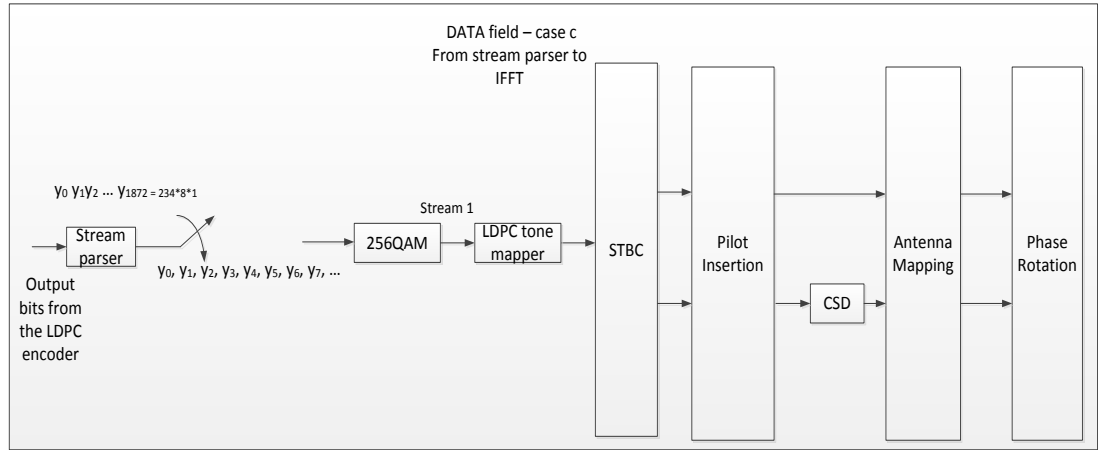 DATA field – case c
From stream parser to
IFFT
y0 y1y2 ... y1872 = 234*8*1
Stream
parser
Output
bits from
the LDPC
encoder
y0, y1, y2, y3, y4, y5, y6, y7, ...
256QAM
Stream 1
LDPC tone
mapper
STBC
Pilot
Insertion
CSD
Antenna
Mapping
Phase
Rotation